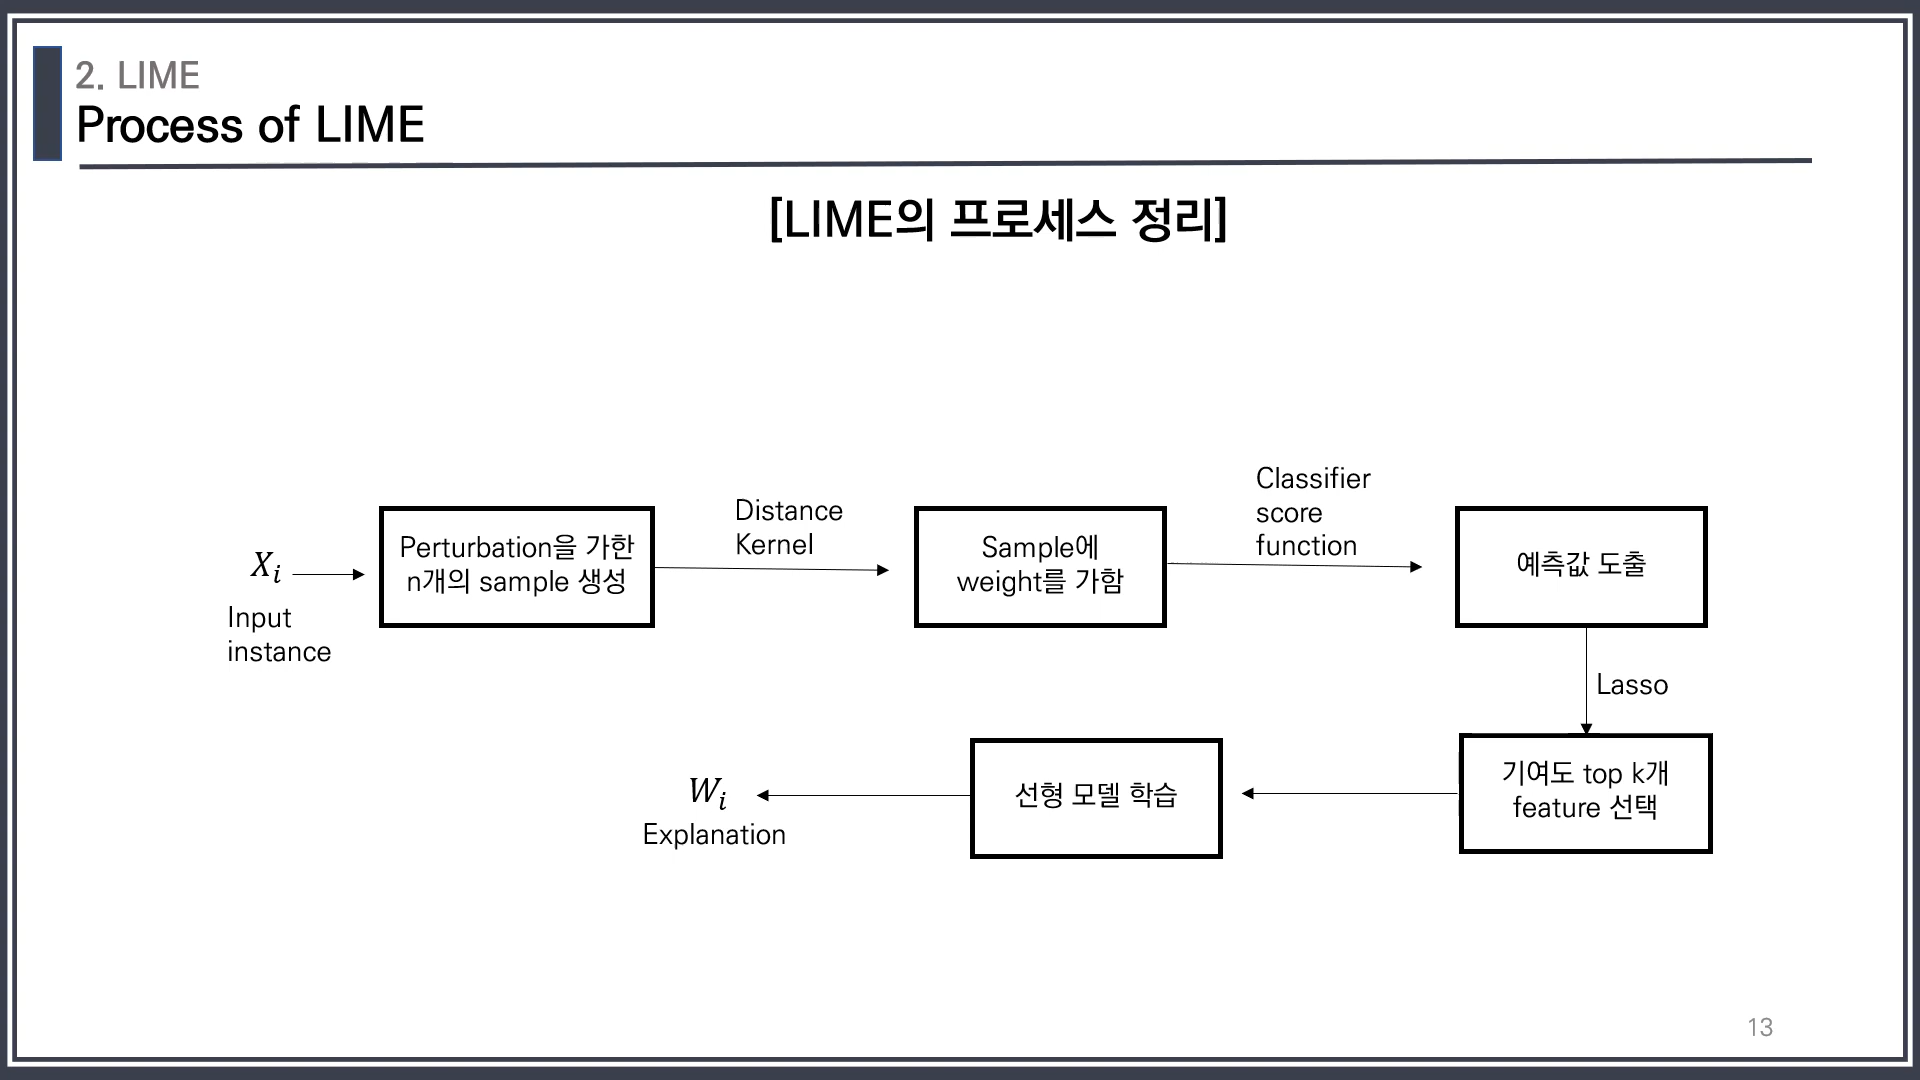 2. LIME
Process of LIME
[LIME의 프로세스 정리]
X_i
Input
instance
Perturbation을 가한
n개의 sample 생성
Distance
Kernel
Sample에
weight를 가함
Classifier
score
function
예측값 도출
Lasso
기여도 top k개
feature 선택
선형 모델 학습
W_i
Explanation
13